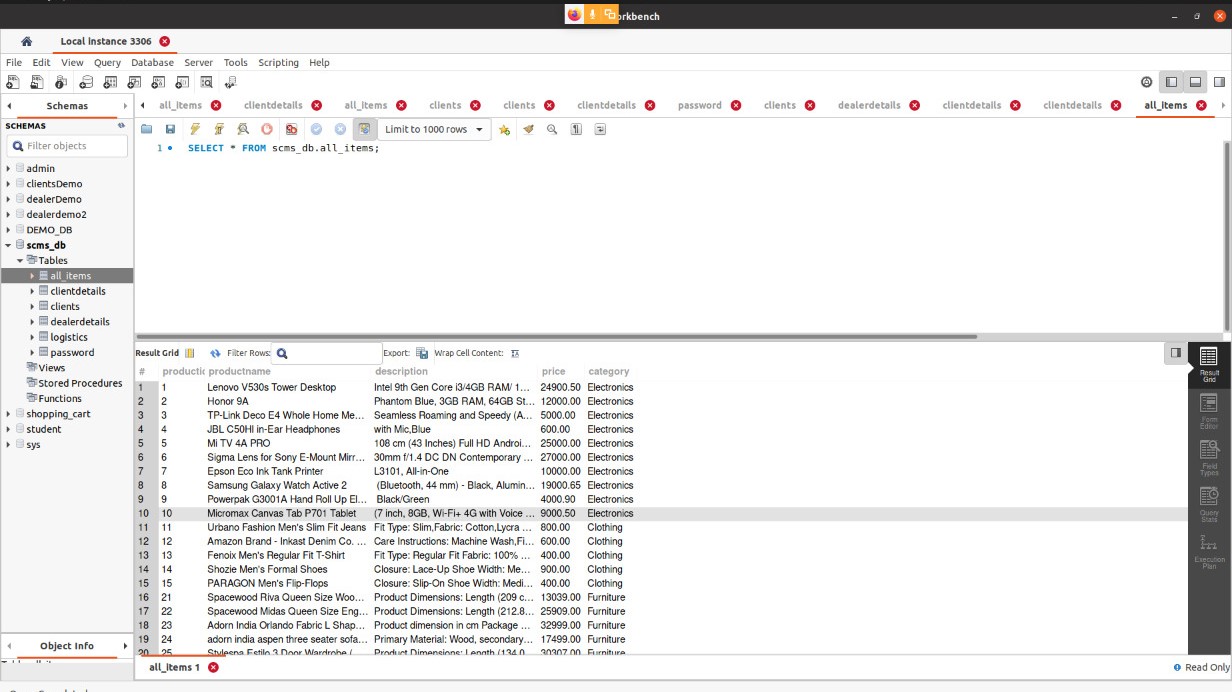 orkbench
Local instance 3306
File Edit View Query Database Server Tools Scripting Help
Schemas
all_items clientdetails all_items clients clients clientdetails password clients dealerdetails clientdetails clientdetails all_items
SCHEMAS
Filter objects
Limit to 1000 rows
1 SELECT * FROM scms_db.all_items;
admin
clientsDemo
dealerDemo
dealerdemo2
DEMO_DB
scms_db
Tables
all_items
clientdetails
clients
dealerdetails
logistics
password
Views
Stored Procedures
Functions
shopping_cart
student
sys
Object Info
Result Grid Filter Rows: Export: Wrap Cell Content:
# productic productname description price category
1 1 Lenovo V530s Tower Desktop Intel 9th Gen Core i3/4GB RAM/ 1... 24900.50 Electronics
2 2 Honor 9A Phantom Blue, 3GB RAM, 64GB St... 12000.00 Electronics
3 3 TP-Link Deco E4 Whole Home Me... Seamless Roaming and Speedy (A... 5000.00 Electronics
4 4 JBL C50HI in-Ear Headphones with Mic,Blue 600.00 Electronics
5 5 Mi TV 4A PRO 108 cm (43 Inches) Full HD Androi... 25000.00 Electronics
6 6 Sigma Lens for Sony E-Mount Mirr... 30mm f/1.4 DC DN Contemporary ... 27000.00 Electronics
7 7 Epson Eco Ink Tank Printer L3101, All-in-One 10000.00 Electronics
8 8 Samsung Galaxy Watch Active 2 (Bluetooth, 44 mm) - Black, Alumin... 19000.65 Electronics
9 9 Powerpak G3001A Hand Roll Up El... Black/Green 4000.90 Electronics
10 10 Micromax Canvas Tab P701 Tablet (7 inch, 8GB, Wi-Fi+ 4G with Voice ... 9000.50 Electronics
11 11 Urbano Fashion Men's Slim Fit Jeans Fit Type: Slim,Fabric: Cotton,Lycra ... 800.00 Clothing
12 12 Amazon Brand - Inkast Denim Co. ... Care Instructions: Machine Wash,Fi... 600.00 Clothing
13 13 Fenoix Men's Regular Fit T-Shirt Fit Type: Regular Fit Fabric: 100% ... 400.00 Clothing
14 14 Shozie Men's Formal Shoes Closure: Lace-Up Shoe Width: Me... 900.00 Clothing
15 15 PARAGON Men's Flip-Flops Closure: Slip-On Shoe Width: Medi... 400.00 Clothing
16 21 Spacewood Riva Queen Size Woo... Product Dimensions: Length (209 c... 13039.00 Furniture
17 22 Spacewood Midas Queen Size Eng... Product Dimensions: Length (212.8... 25909.00 Furniture
18 23 Adorn India Orlando Fabric L Shap... Product dimension in cm Package ... 32999.00 Furniture
19 24 adorn india aspen three seater sofa... Primary Material: Wood, secondary... 17499.00 Furniture
20 25 Stylespa Estilo 3 Door Wardrobe ( Product Dimensions: Length (134.0 30307.00 Furniture
Result Grid
Form Editor
Field Types
Query Stats
Execution Plan
all_items 1
Read Only